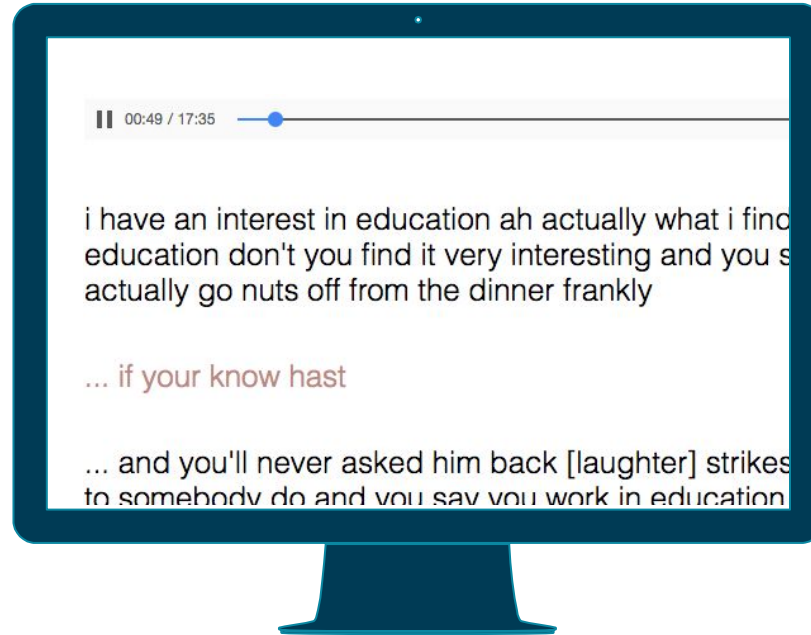 00:49 / 17:35
i have an interest in education ah actually what i find
education don't you find it very interesting and you s
actually go nuts off from the dinner frankly
... if your know hast
... and you'll never asked him back [laughter] strikes
to somebody do and you say you work in education